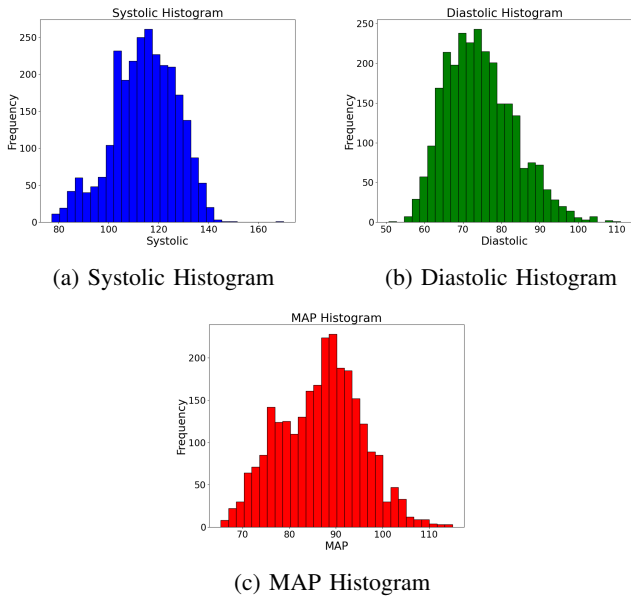 Systolic Histogram
Frequency
250
200
150
100
50
0
80 100 120 140 160
Systolic
(a) Systolic Histogram
Diastolic Histogram
Frequency
250
200
150
100
50
0
50 60 70 80 90 100 110
Diastolic
(b) Diastolic Histogram
MAP Histogram
Frequency
200
150
100
50
0
70 80 90 100 110
MAP
(c) MAP Histogram